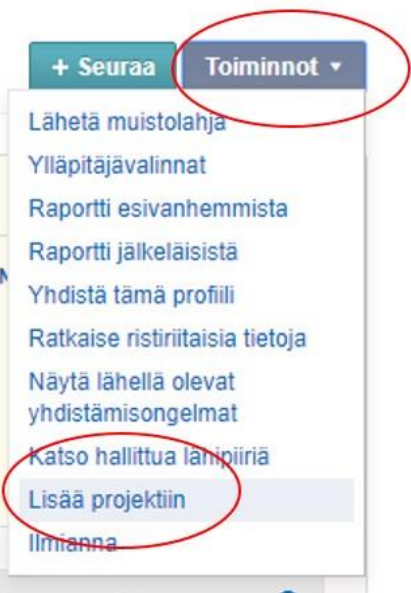 + Seuraa Toiminnot ▾
Lähetä muistolahja
Ylläpitäjävalinnat
Raportti esivanhemmista
Raportti jälkeläisistä
Yhdistä tämä profiili
Ratkaise ristiriitaisia tietoja
Näytä lähellä olevat
yhdistämisongelmat
Katso hallittua lähipiiriä
Lisää projektiin
Ilmianna